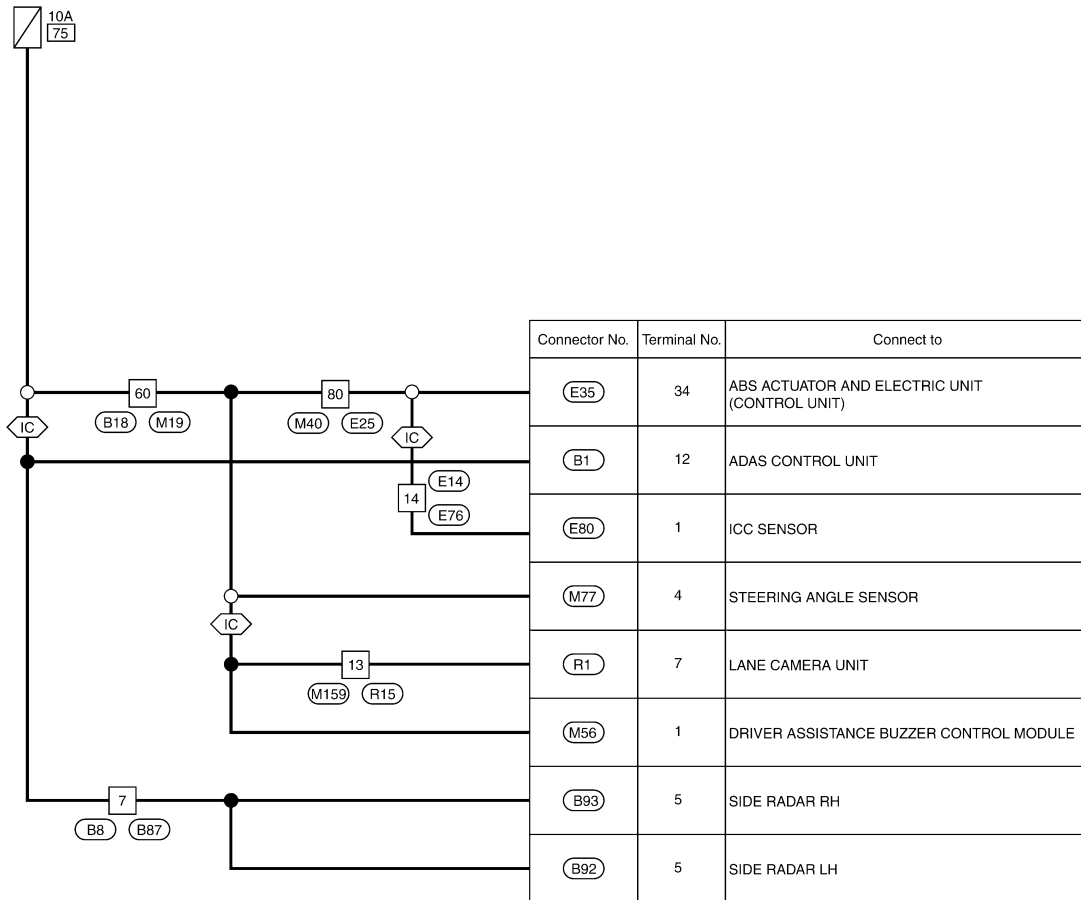 10A
75
Connector No. Terminal No. Connect to
60
B18 M19
80
M40 E25
E35 34 ABS ACTUATOR AND ELECTRIC UNIT
(CONTROL UNIT)
IC
IC
B1 12 ADAS CONTROL UNIT
14
E14
E76
E80 1 ICC SENSOR
M77 4 STEERING ANGLE SENSOR
IC
13
M159 R15
R1 7 LANE CAMERA UNIT
M56 1 DRIVER ASSISTANCE BUZZER CONTROL MODULE
7
B8 B87
B93 5 SIDE RADAR RH
B92 5 SIDE RADAR LH